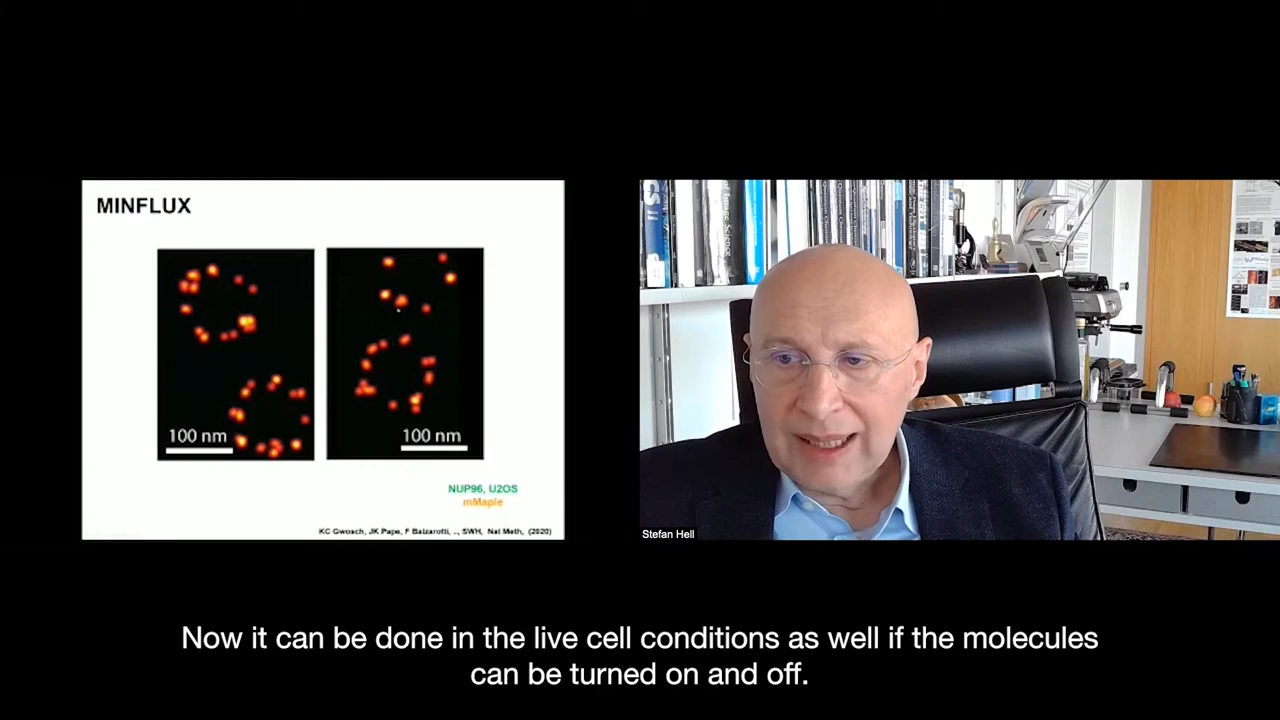 MINFLUX
100 nm
100 nm
NUP96, U2OS
mMaple
KC Gwosch, JK Pape, F Balzarotti, .., SWH, Nat Meth, (2020)
Stefan Hell
Now it can be done in the live cell conditions as well if the molecules
can be turned on and off.